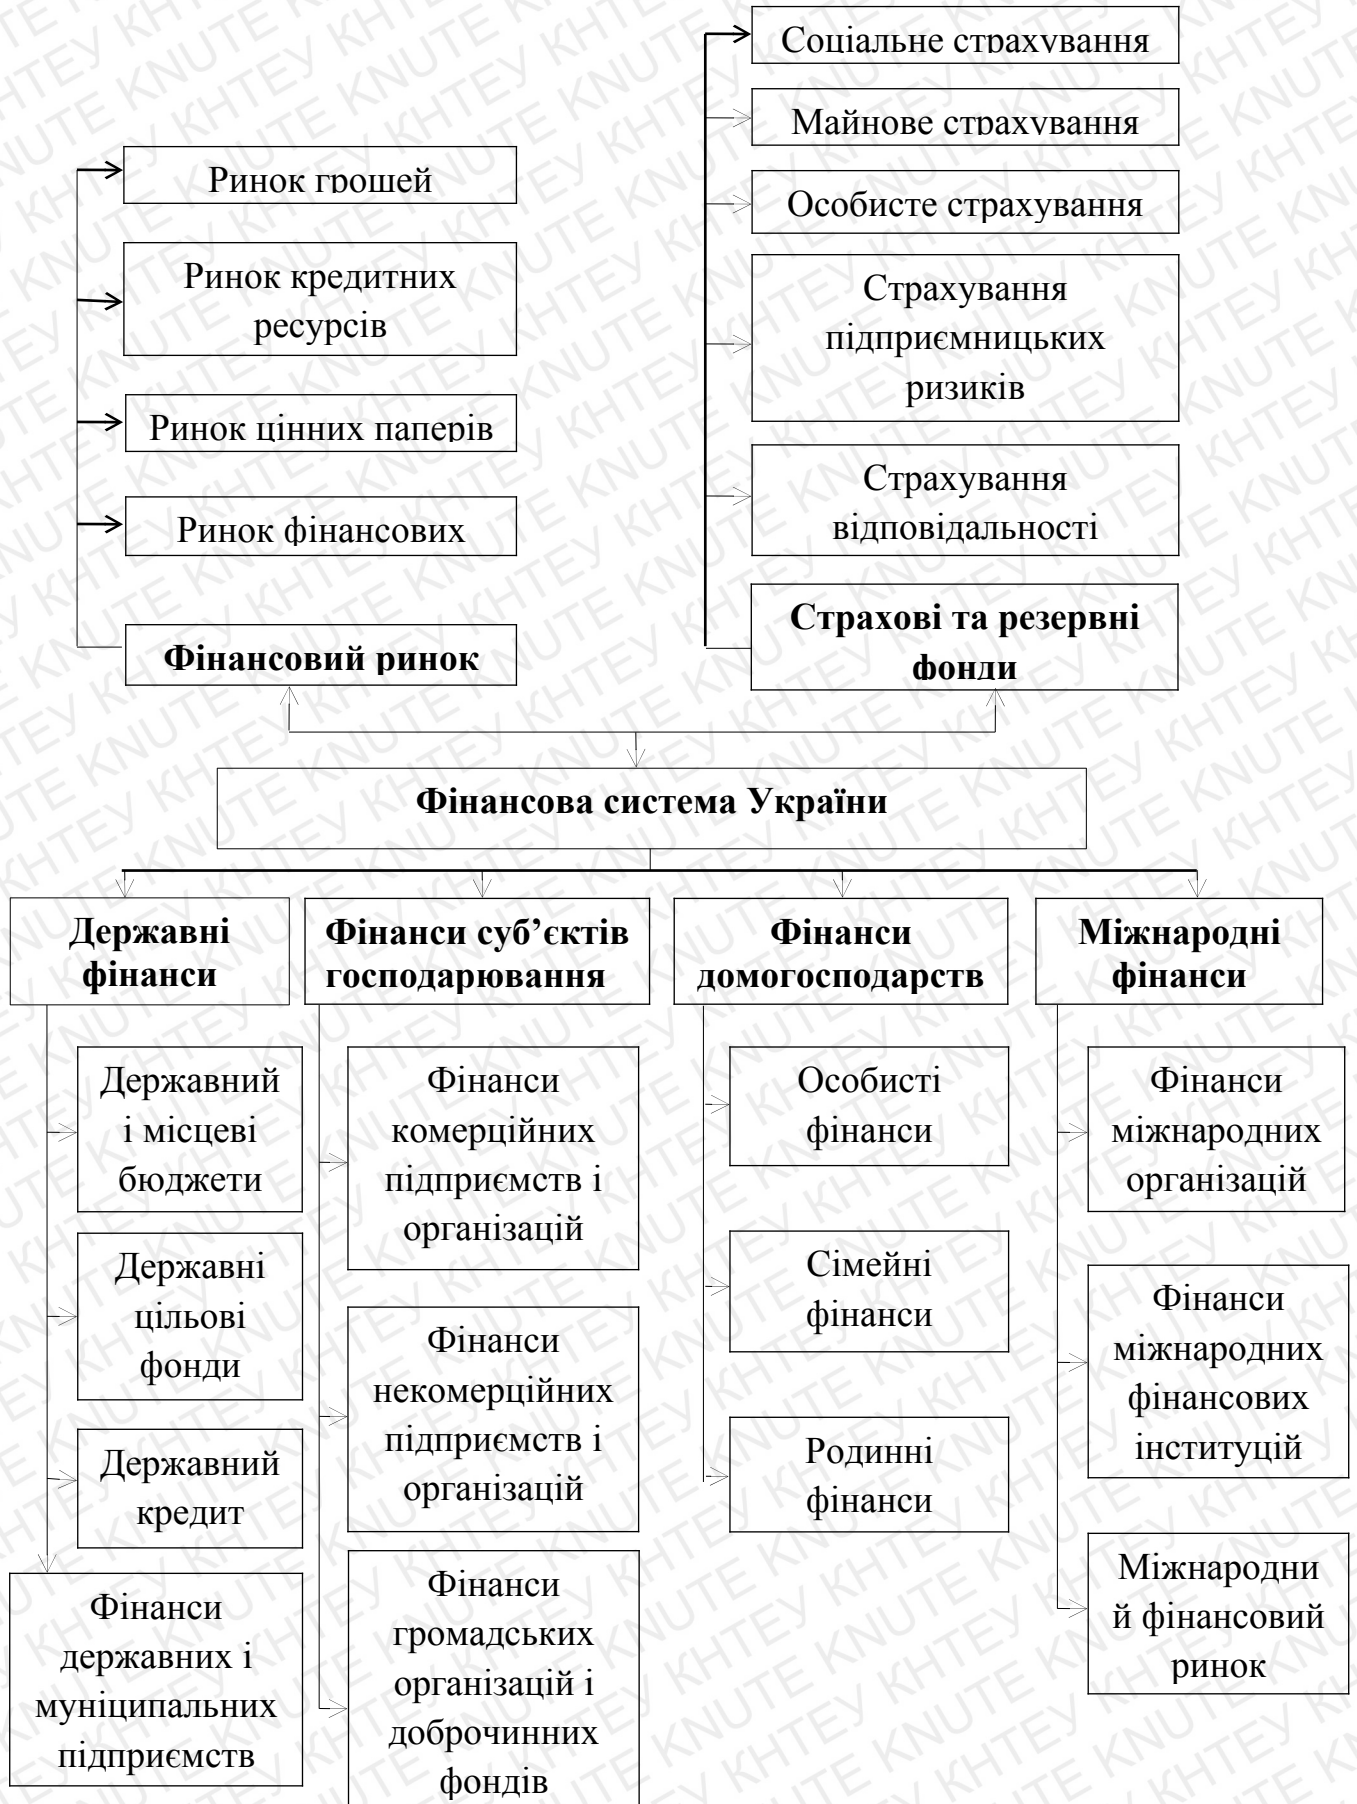 Соціальне страхування
Майнове страхування
Особисте страхування
Страхування
підприємницьких
ризиків
Страхування
відповідальності
Страхові та резервні
фонди
Ринок грошей
Ринок кредитних
ресурсів
Ринок цінних паперів
Ринок фінансових
Фінансовий ринок
Фінансова система України
Державні
фінанси
Державний
і місцеві
бюджети
Державні
цільові
фонди
Державний
кредит
Фінанси
державних і
муніципальних
підприємств
Фінанси суб’єктів
господарювання
Фінанси
комерційних
підприємств і
організацій
Фінанси
некомерційних
підприємств і
організацій
Фінанси
громадських
організацій і
доброчинних
фондів
Фінанси
домогосподарств
Особисті
фінанси
Сімейні
фінанси
Родинні
фінанси
Міжнародні
фінанси
Фінанси
міжнародних
організацій
Фінанси
міжнародних
фінансових
інституцій
Міжнародни
й фінансовий
ринок
KNUTE КНТЕУ